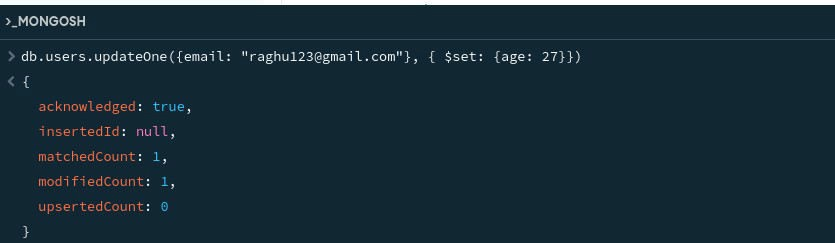 >_MONGOSH
> db.users.updateOne({email: "raghu123@gmail.com"}, { $set: {age: 27}})
< {
acknowledged: true,
insertedId: null,
matchedCount: 1,
modifiedCount: 1,
upsertedCount: 0
}